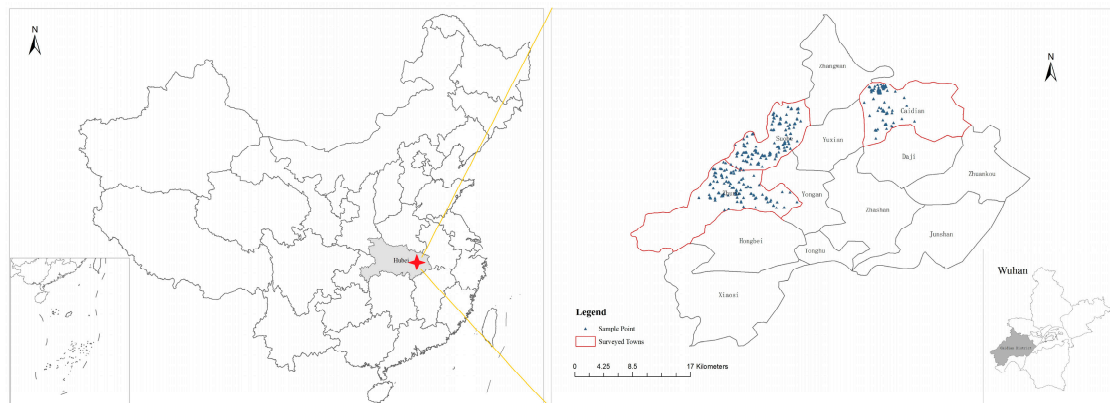 N
Hubei
N
Zhangwan
Caidian
Yuxian
Daji
Zhuankou
Yongan
Zhashan
Junshan
Hongbei
Xiaosi
Wuhan
Legend
Sample Point
Surveyed Towns
0 4.25 8.5 17 Kilometers